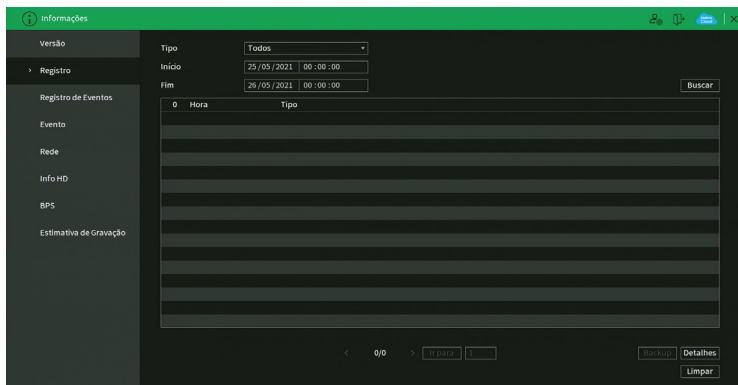 Informações
Versão
Registro
Registro de Eventos
Evento
Rede
Info HD
BPS
Estimativa de Gravação
Tipo Todos
Início 25/05/2021 00:00:00
Fim 26/05/2021 00:00:00
Buscar
0 Hora Tipo
< 0/0 > Ir para 1
Backup Detalhes
Limpar